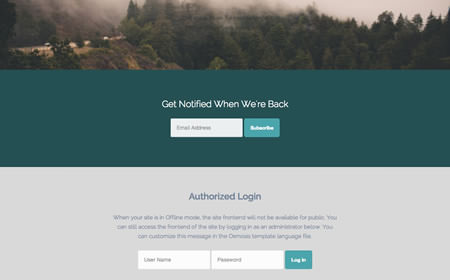 Get Notified When We're Back
Email Address
Subscribe
Authorized Login
When your site is in Offline mode, the site frontend will not be available for public. You
can still access the frontend of the site by logging in as an administrator below. You
can customize this message in the Osmosis template language file.
User Name
Password
Log in